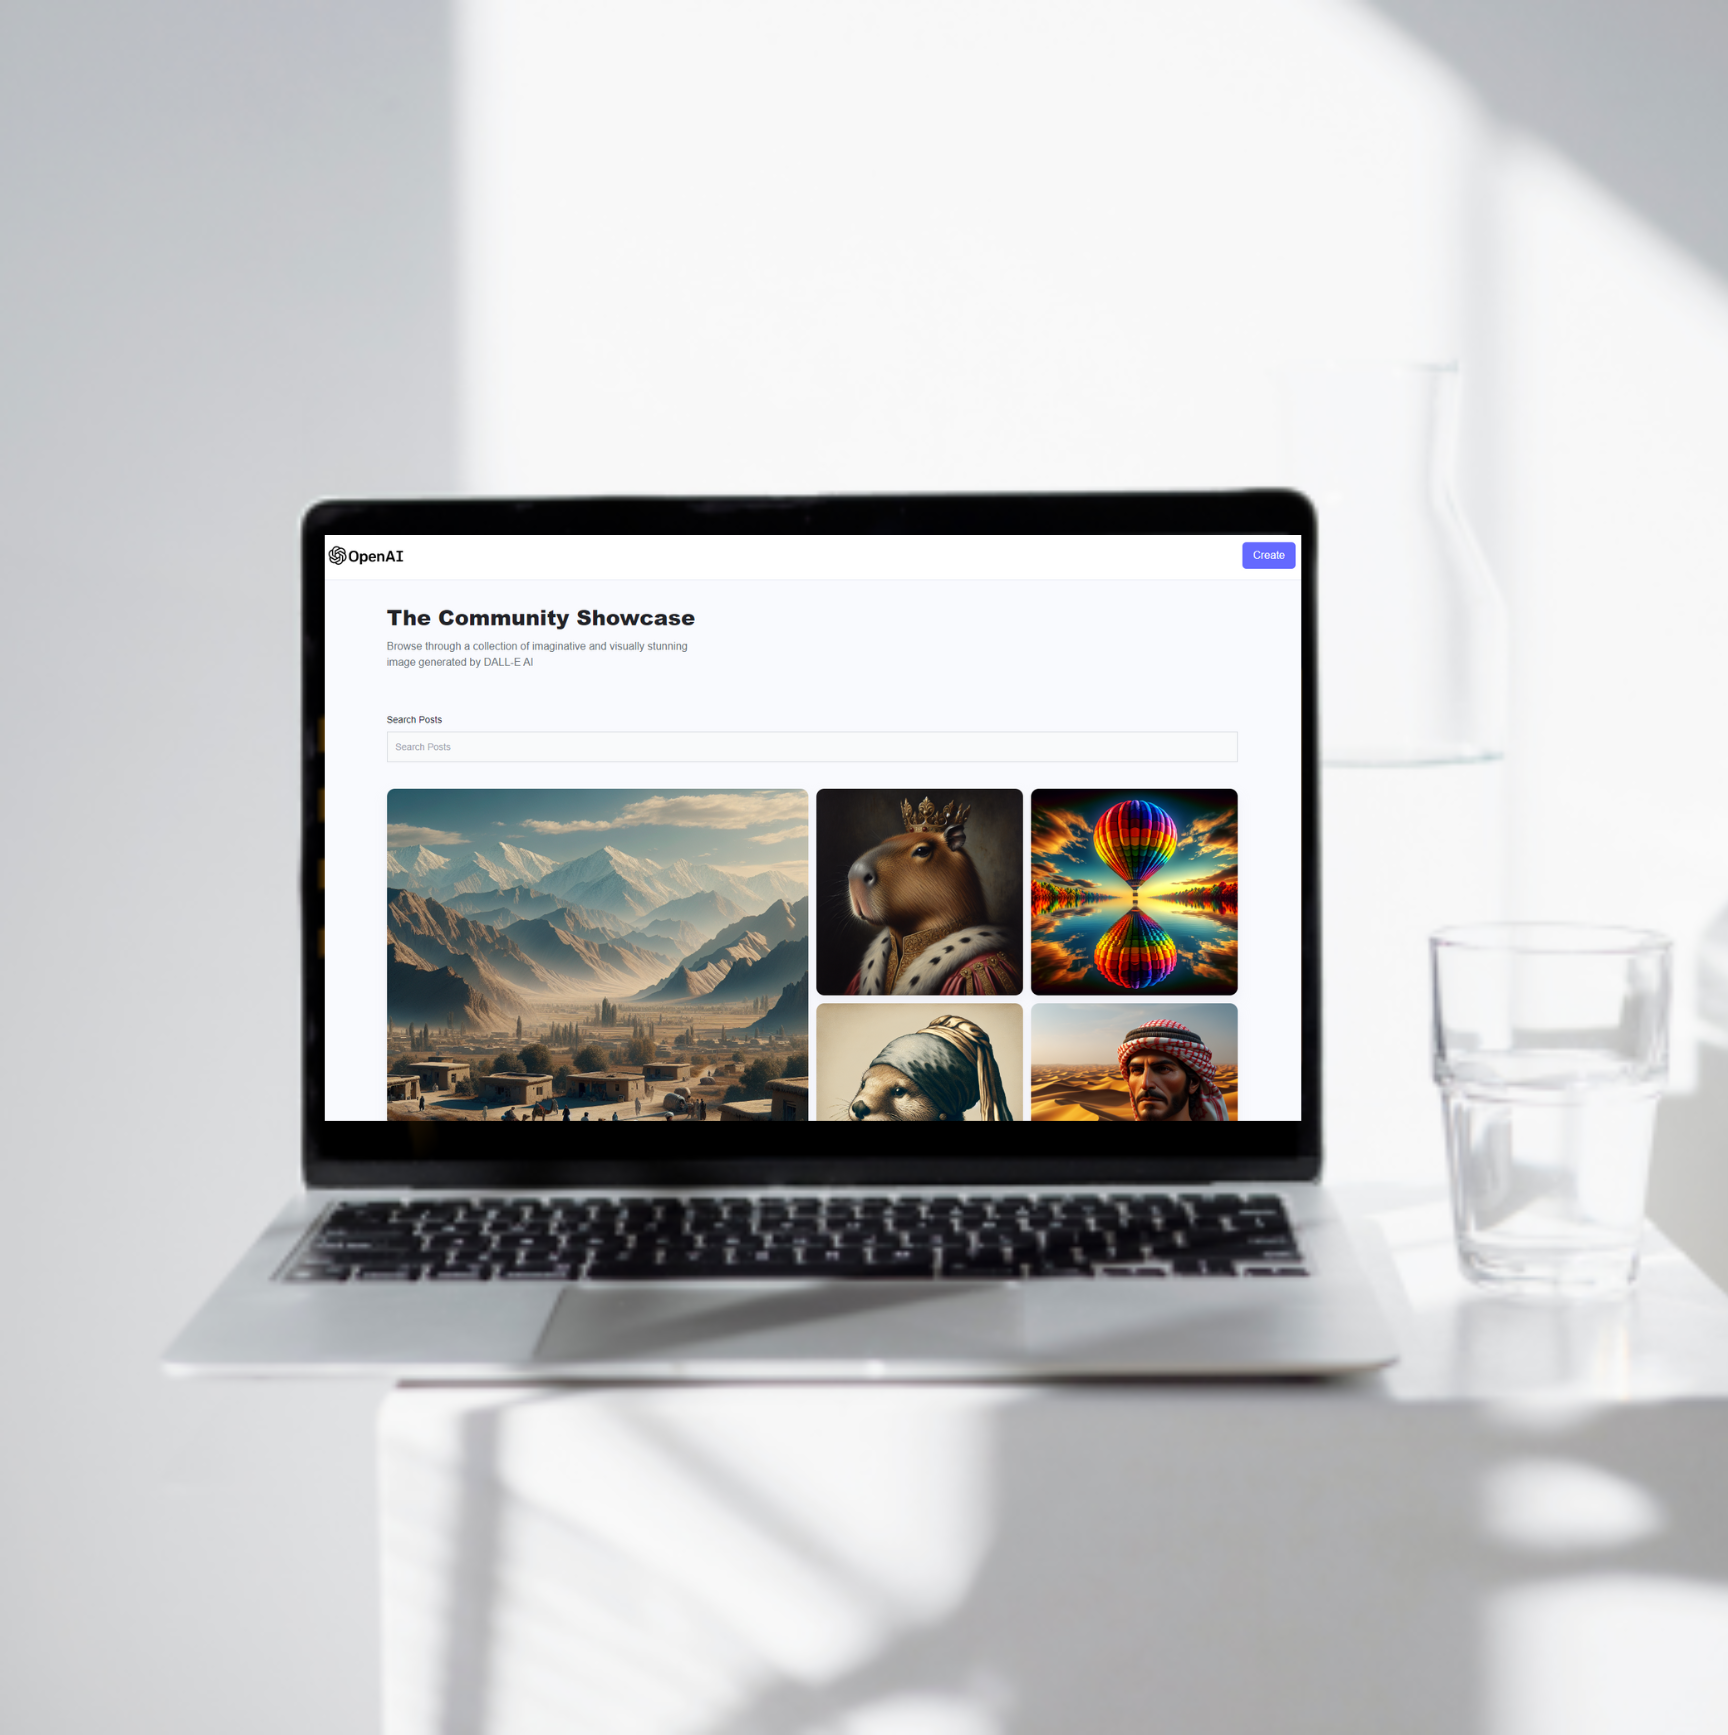 OpenAI
Create
The Community Showcase
Browse through a collection of imaginative and visually stunning
image generated by DALL-E AI
Search Posts
Search Posts